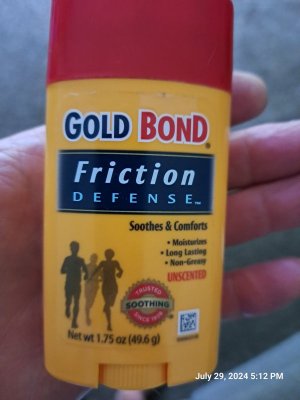 GOLD BOND®
Friction
DEFENSE™
Soothes & Comforts
• Moisturizes
• Long Lasting
• Non-Greasy
UNSCENTED
TRUSTED
SOOTHING
SINCE 1908
Net wt 1.75 oz (49.6 g)
July 29, 2024 5:12 PM